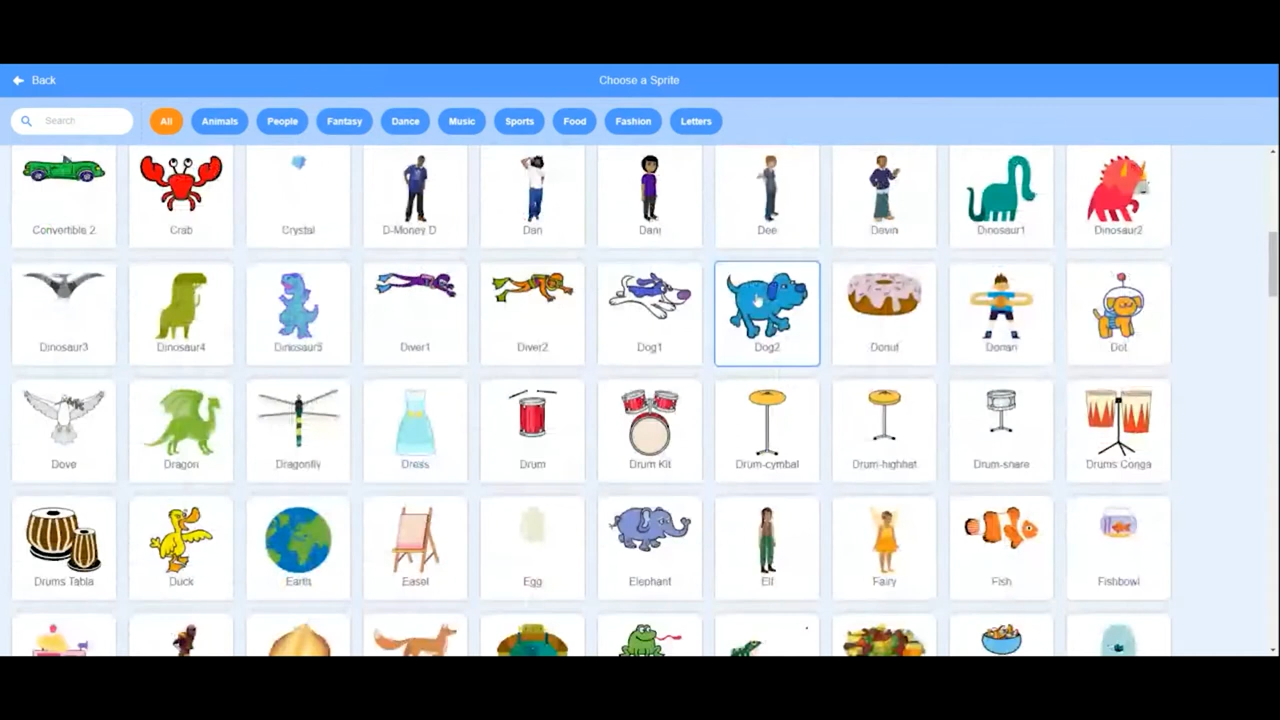 Back
Choose a Sprite
Search
All Animals People Fantasy Dance Music Sports Food Fashion Letters
Convertible 2 Crab Crystal D-Money D Dan Dani Dee Devin Dinosaur1 Dinosaur2
Dinosaur3 Dinosaur4 Dinosaur5 Diver1 Diver2 Dog1 Dog2 Donut Dorian Dot
Dove Dragon Dragonfly Dress Drum Drum Kit Drum-cymbal Drum-highhat Drum-snare Drums Conga
Drums Tabla Duck Earth Easel Egg Elephant Elf Fairy Fish Fishbowl